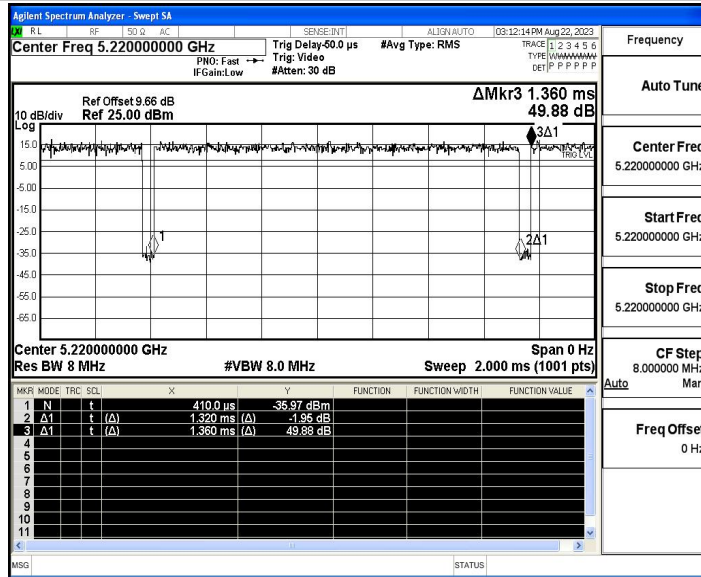 Agilent Spectrum Analyzer - Swept SA
RL RF 50 Ω AC SENSE:INT ALIGN AUTO 03:12:14 PM Aug 22, 2023
Center Freq 5.220000000 GHz
PNO: Fast
IFGain:Low
Trig Delay-50.0 µs
Trig: Video
#Atten: 30 dB
#Avg Type: RMS
TRACE 1 2 3 4 5 6
TYPE WWWWWW
DET P P P P P P
Ref Offset 9.66 dB
10 dB/div Ref 25.00 dBm
ΔMkr3 1.360 ms
49.88 dB
Log
15.0
5.00
-5.00
-15.0
-25.0
-35.0
-45.0
-55.0
-65.0
3Δ1
TRIG LVL
1
2Δ1
Center 5.220000000 GHz Span 0 Hz
Res BW 8 MHz #VBW 8.0 MHz Sweep 2.000 ms (1001 pts)
MKR MODE TRC SCL X Y FUNCTION FUNCTION WIDTH FUNCTION VALUE
1 N t 410.0 µs -35.97 dBm
2 Δ1 t (Δ) 1.320 ms (Δ) -1.95 dB
3 Δ1 t (Δ) 1.360 ms (Δ) 49.88 dB
4
5
6
7
8
9
10
11
MSG STATUS
Frequency
Auto Tune
Center Freq
5.220000000 GHz
Start Freq
5.220000000 GHz
Stop Freq
5.220000000 GHz
CF Step
8.000000 MHz
Auto Man
Freq Offset
0 Hz